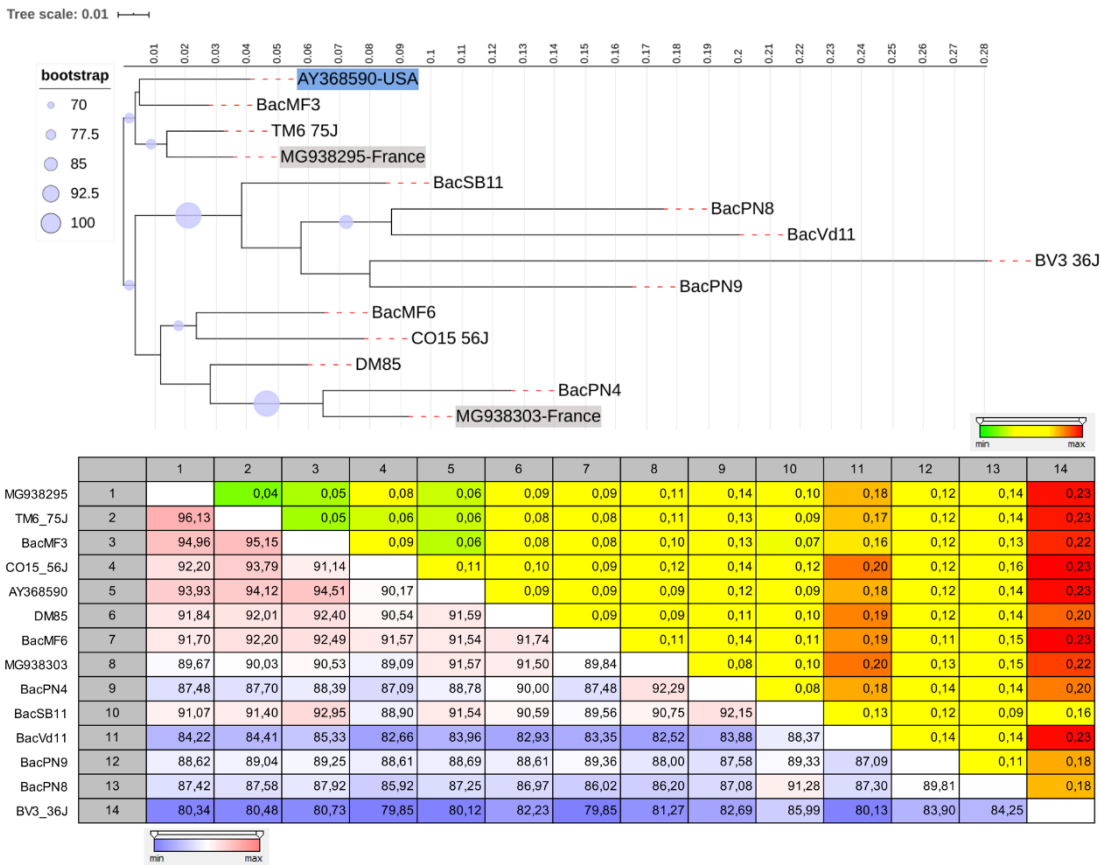 Tree scale: 0.01
0.01 0.02 0.03 0.04 0.05 0.06 0.07 0.08 0.09 0.1 0.11 0.12 0.13 0.14 0.15 0.16 0.17 0.18 0.19 0.2 0.21 0.22 0.23 0.24 0.25 0.26 0.27 0.28
bootstrap
70
77.5
85
92.5
100
AY368590-USA
BacMF3
TM6 75J
MG938295-France
BacSB11
BacPN8
BacVd11
BV3 36J
BacPN9
BacMF6
CO15 56J
DM85
BacPN4
MG938303-France
min max
1 2 3 4 5 6 7 8 9 10 11 12 13 14
MG938295 1 0,04 0,05 0,08 0,06 0,09 0,09 0,11 0,14 0,10 0,18 0,12 0,14 0,23
TM6_75J 2 96,13 0,05 0,06 0,06 0,08 0,08 0,11 0,13 0,09 0,17 0,12 0,14 0,23
BacMF3 3 94,96 95,15 0,09 0,06 0,08 0,08 0,10 0,13 0,07 0,16 0,12 0,13 0,22
CO15_56J 4 92,20 93,79 91,14 0,11 0,10 0,09 0,12 0,14 0,12 0,20 0,12 0,16 0,23
AY368590 5 93,93 94,12 94,51 90,17 0,09 0,09 0,09 0,12 0,09 0,18 0,12 0,14 0,23
DM85 6 91,84 92,01 92,40 90,54 91,59 0,09 0,09 0,11 0,10 0,19 0,12 0,14 0,20
BacMF6 7 91,70 92,20 92,49 91,57 91,54 91,74 0,11 0,14 0,11 0,19 0,11 0,15 0,23
MG938303 8 89,67 90,03 90,53 89,09 91,57 91,50 89,84 0,08 0,10 0,20 0,13 0,15 0,22
BacPN4 9 87,48 87,70 88,39 87,09 88,78 90,00 87,48 92,29 0,08 0,18 0,14 0,14 0,20
BacSB11 10 91,07 91,40 92,95 88,90 91,54 90,59 89,56 90,75 92,15 0,13 0,12 0,09 0,16
BacVd11 11 84,22 84,41 85,33 82,66 83,96 82,93 83,35 82,52 83,88 88,37 0,14 0,14 0,23
BacPN9 12 88,62 89,04 89,25 88,61 88,69 88,61 89,36 88,00 87,58 89,33 87,09 0,11 0,18
BacPN8 13 87,42 87,58 87,92 85,92 87,25 86,97 86,02 86,20 87,08 91,28 87,30 89,81 0,18
BV3_36J 14 80,34 80,48 80,73 79,85 80,12 82,23 79,85 81,27 82,69 85,99 80,13 83,90 84,25
min max